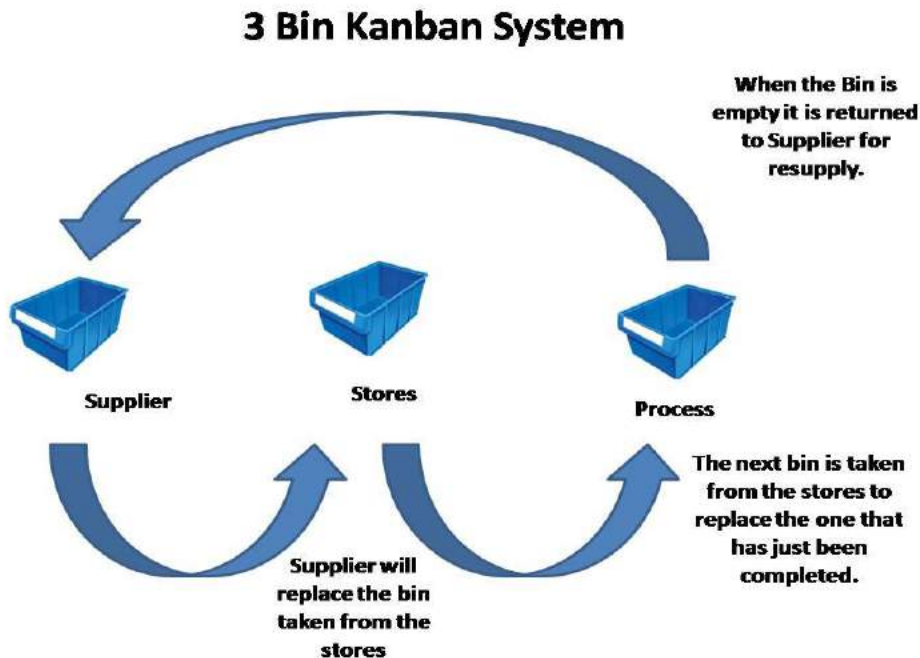 3 Bin Kanban System
When the Bin is
empty it is returned
to Supplier for
resupply.
Supplier
Stores
Process
Supplier will
replace the bin
taken from the
stores
The next bin is taken
from the stores to
replace the one that
has just been
completed.